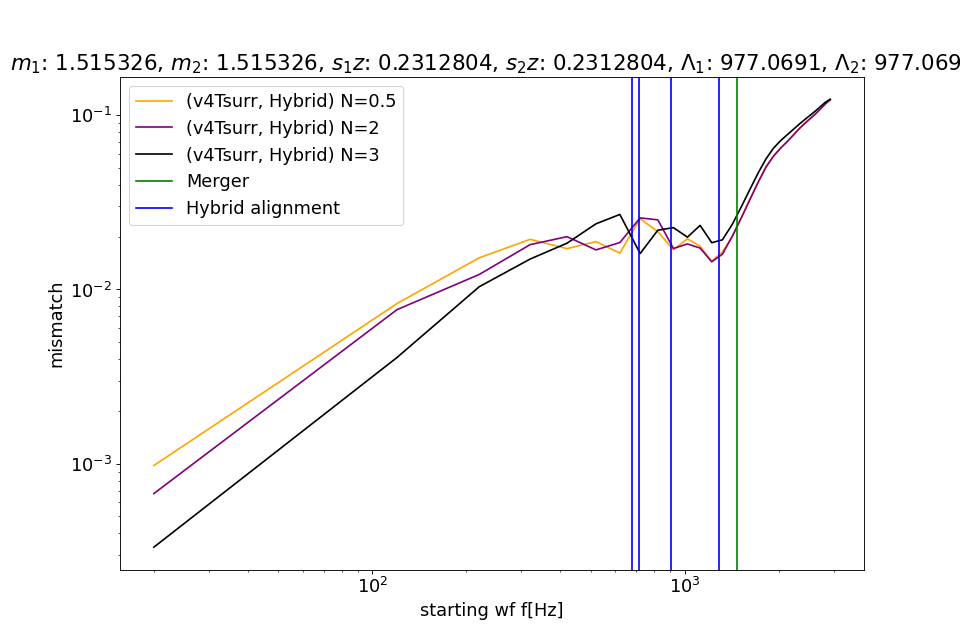 m₁: 1.515326, m₂: 1.515326, s₁z: 0.2312804, s₂z: 0.2312804, Λ₁: 977.0691, Λ₂: 977.069
(v4Tsurr, Hybrid) N=0.5
(v4Tsurr, Hybrid) N=2
(v4Tsurr, Hybrid) N=3
Merger
Hybrid alignment
10⁻¹
10⁻²
10⁻³
mismatch
10²
10³
starting wf f[Hz]